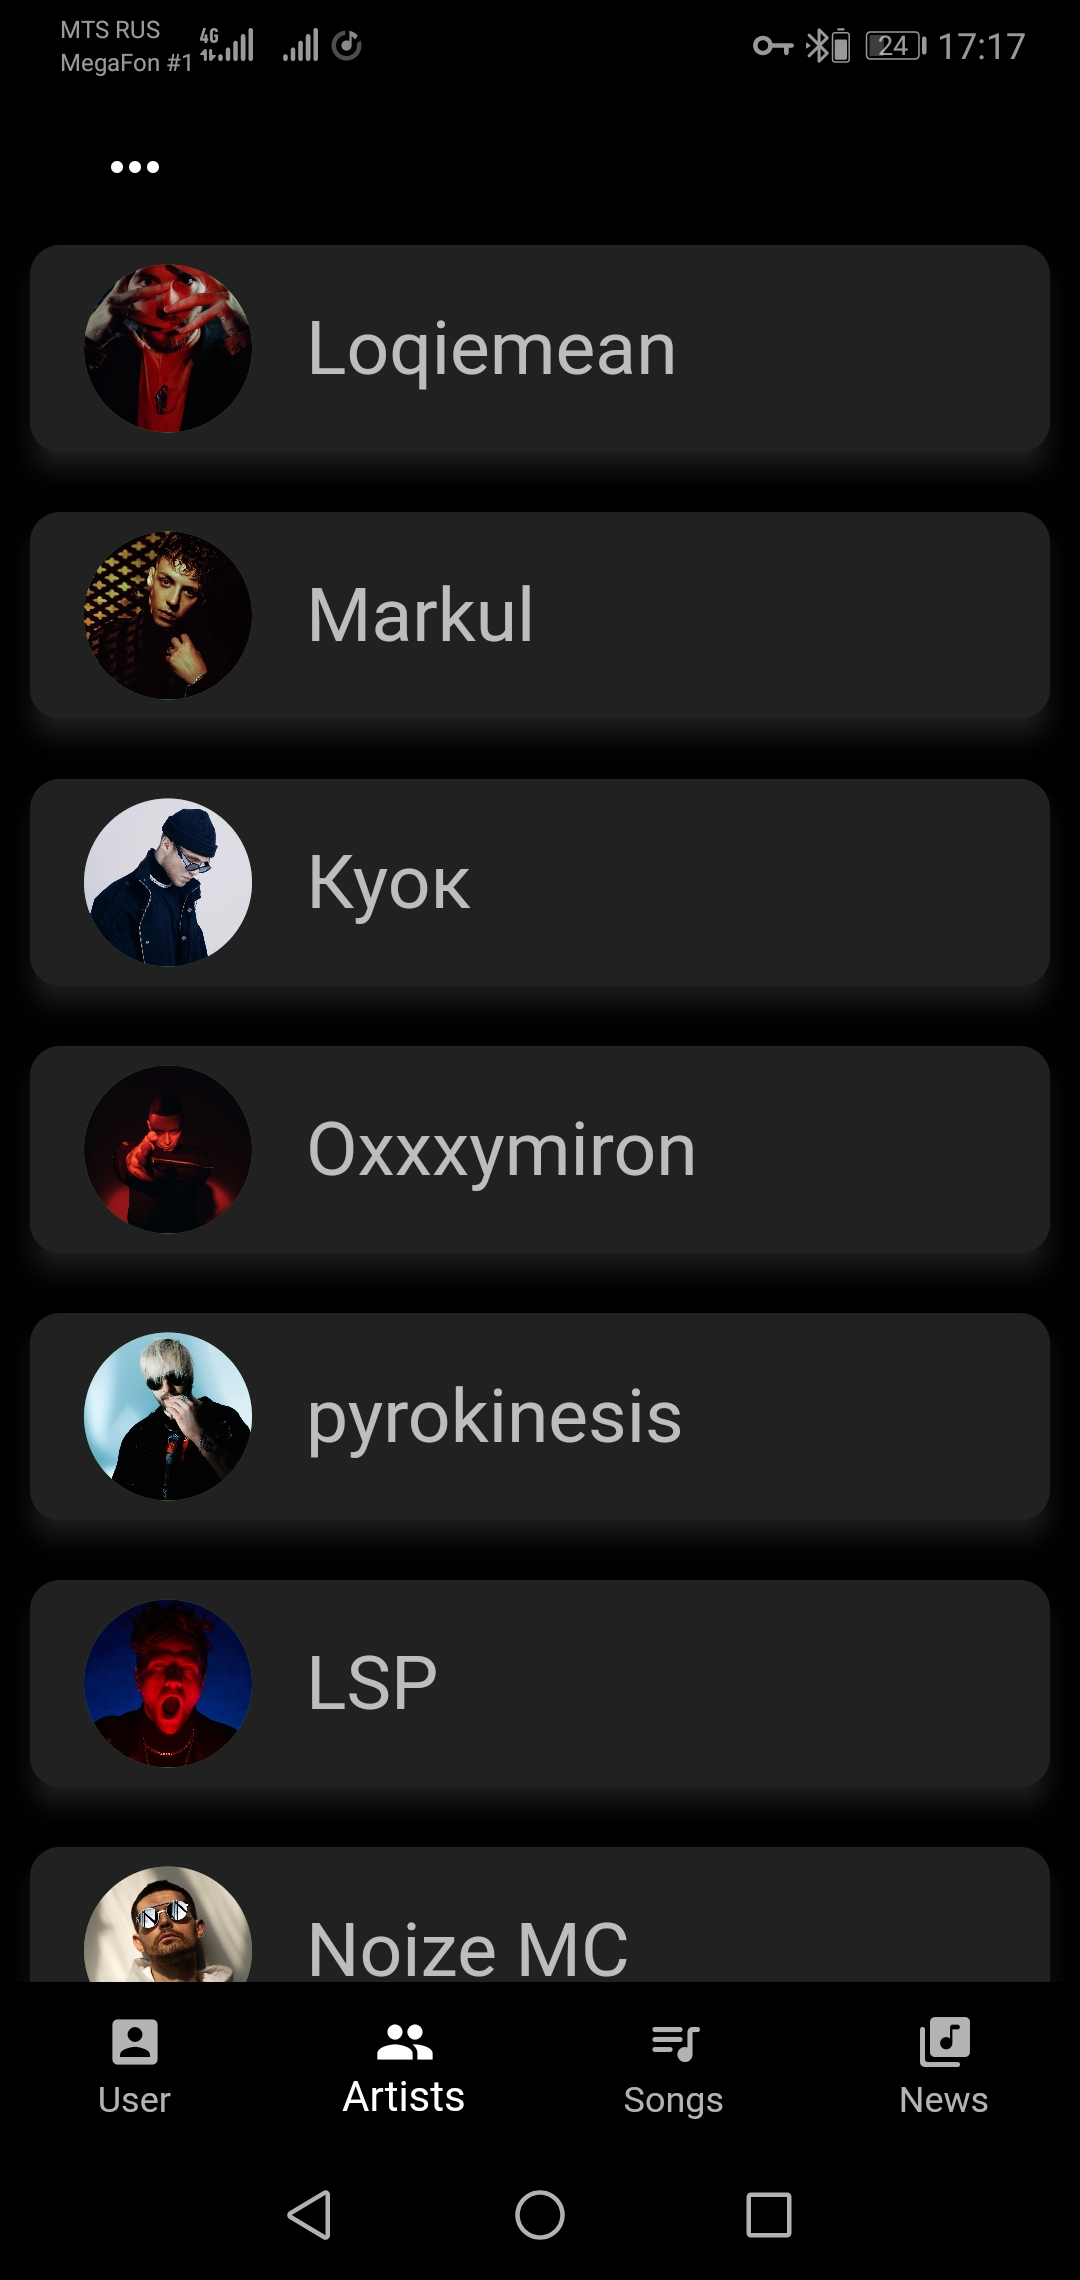 MTS RUS
MegaFon #1
4G
24
17:17
Loqiemean
Markul
Куок
Oxxxymiron
pyrokinesis
LSP
Noize MC
User
Artists
Songs
News